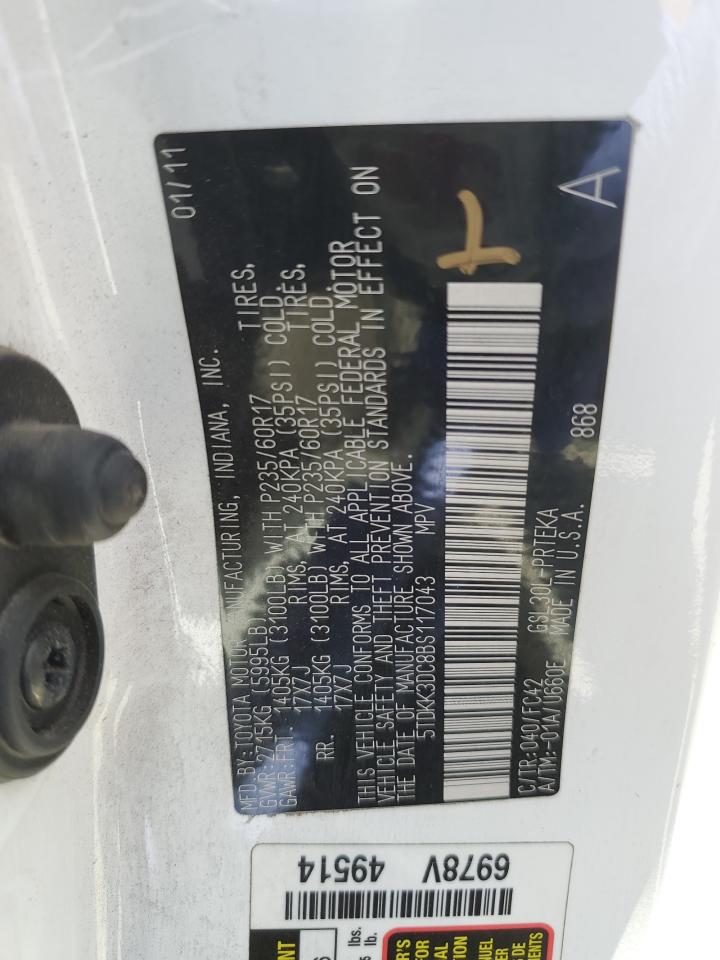 01/11
MFD.BY:TOYOTA MOTOR MANUFACTURING, INDIANA, INC.
GVWR:2715KG (5995LB)
GAWR:FRT. 1405KG (3100LB) WITH P235/60R17 TIRES,
17X7J RIMS, AT 240KPA (35PSI) COLD.
RR. 1405KG (3100LB) WITH P235/60R17 TIRES,
17X7J RIMS, AT 240KPA (35PSI) COLD.
THIS VEHICLE CONFORMS TO ALL APPLICABLE FEDERAL MOTOR
VEHICLE SAFETY AND THEFT PREVENTION STANDARDS IN EFFECT ON
THE DATE OF MANUFACTURE SHOWN ABOVE.
5TDKK3DC8BS117043 MPV
C/TR:040/FC42 GSL30L-PRTEKA 868
A/TM:-01A/U660E MADE IN U.S.A.
A
6978V
49514
lbs.
lb.